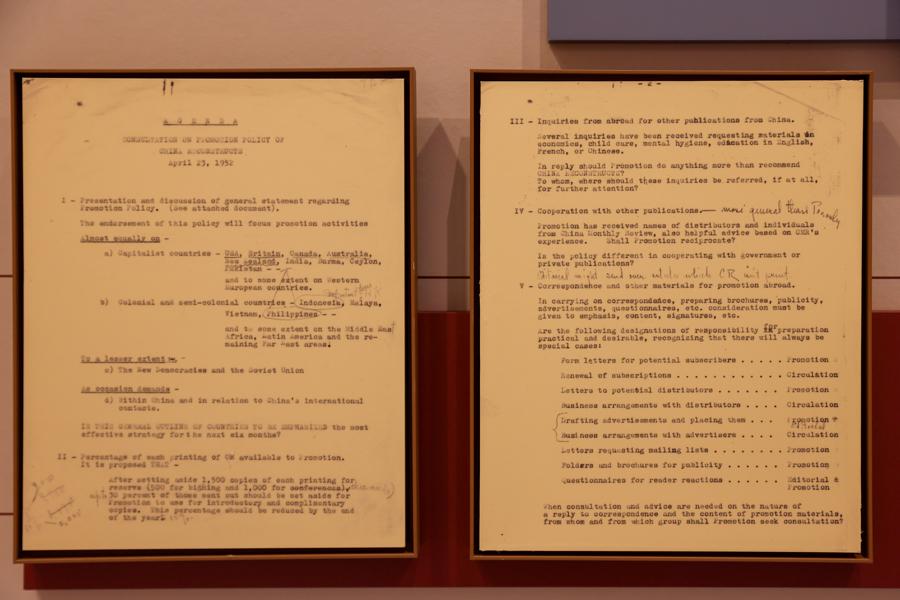 A G E N D A
CONSULTATION ON PROMOTION POLICY OF
CHINA RECONSTRUCTS
April 23, 1952
I - Presentation and discussion of general statement regarding
Promotion Policy. (See attached document).
The endorsement of this policy will focus promotion activities
Almost equally on -
a) Capitalist countries - USA, Britain, Canada, Australia,
New Zealand, India, Burma, Ceylon,
Pakistan - -
and to some extent on Western
European countries.
b) Colonial and semi-colonial countries - Indonesia, Malaya,
Vietnam, Philippines - -
and to some extent on the Middle East
Africa, Latin America and the re-
maining Far East areas.
To a lesser extent -
c) The New Democracies and the Soviet Union
As occasion demands -
d) Within China and in relation to China's international
contacts.
IS THIS GENERAL OUTLINE OF COUNTRIES TO BE EMPHASIZED the most
effective strategy for the next six months?
II - Percentage of each printing of CR available to Promotion.
It is proposed THAT -
After setting aside 1,500 copies of each printing for
reserve (500 for binding and 1,000 for conferences),
30 percent of those sent out should be set aside for
Promotion to use for introductory and complimentary
copies. This percentage should be reduced by the end
of the year
- 2 -
III - Inquiries from abroad for other publications from China.
Several inquiries have been received requesting materials on
economics, child care, mental hygiene, education in English,
French, or Chinese.
In reply should Promotion do anything more than recommend
CHINA RECONSTRUCTS?
To whom, where should these inquiries be referred, if at all,
for further attention?
IV - Cooperation with other publications. — more general than
Promotion has received names of distributors and individuals
from China Monthly Review, also helpful advice based on CMR's
experience. Shall Promotion reciprocate?
Is the policy different in cooperating with government or
private publications?
which CR
V - Correspondence and other materials for promotion abroad.
In carrying on correspondence, preparing brochures, publicity,
advertisements, questionnaires, etc. consideration must be
given to emphasis, content, signatures, etc.
Are the following designations of responsibility for preparation
practical and desirable, recognizing that there will always be
special cases:
Form letters for potential subscribers . . . . . Promotion
Renewal of subscriptions . . . . . . . . . . . . Circulation
Letters to potential distributors . . . . . . . Promotion
Business arrangements with distributors . . . . Circulation
Drafting advertisements and placing them . . . Promotion
Business arrangements with advertisers . . . . . Circulation
Letters requesting mailing lists . . . . . . . . Promotion
Folders and brochures for publicity . . . . . . Promotion
Questionnaires for reader reactions . . . . . . Editorial &
Promotion
When consultation and advice are needed on the nature of
a reply to correspondence and the content of promotion materials,
from whom and from which group shall Promotion seek consultation?